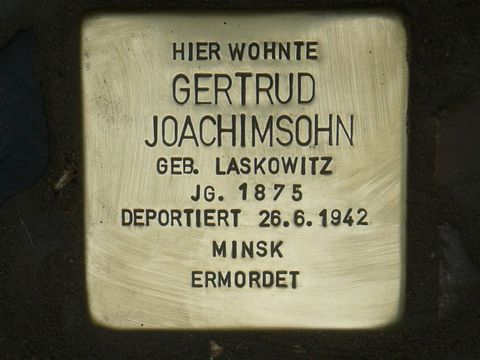 HIER WOHNTE
GERTRUD
JOACHIMSOHN
GEB. LASKOWITZ
JG. 1875
DEPORTIERT 26.6.1942
MINSK
ERMORDET